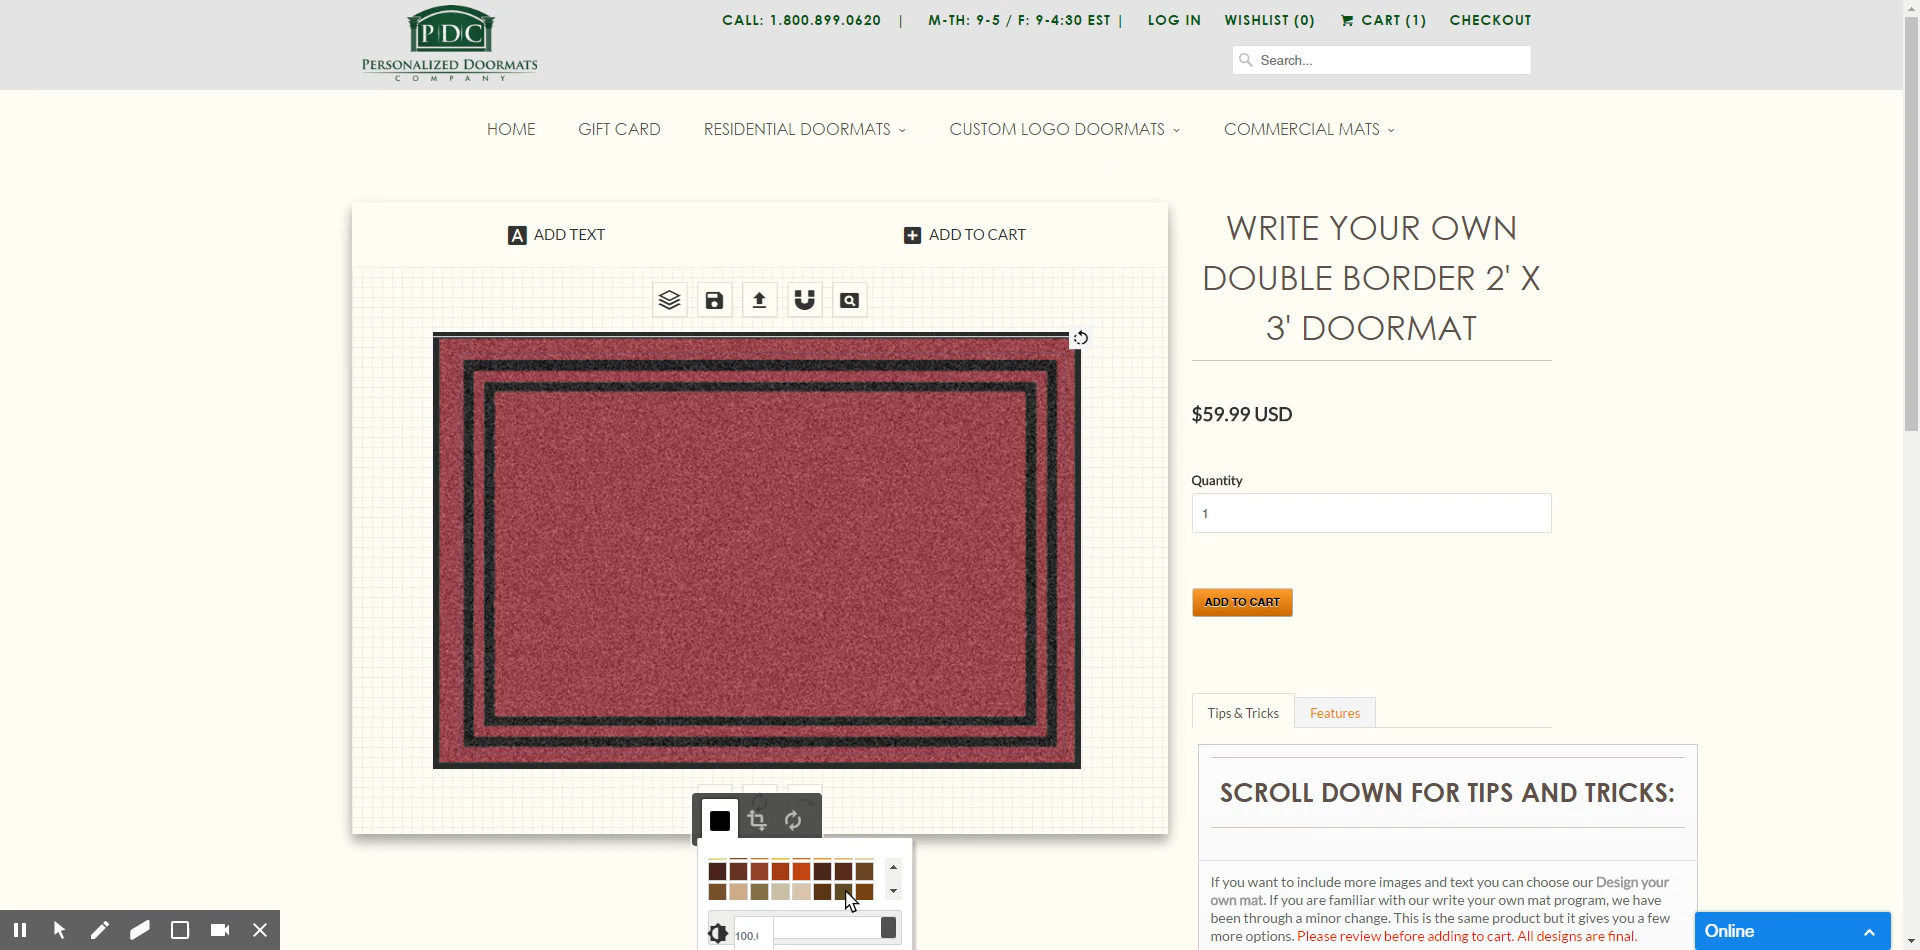 PDC
PERSONALIZED DOORMATS
COMPANY
CALL: 1.800.899.0620 | M-TH: 9-5 / F: 9-4:30 EST | LOG IN WISHLIST (0) CART (1) CHECKOUT
Search...
HOME GIFT CARD RESIDENTIAL DOORMATS CUSTOM LOGO DOORMATS COMMERCIAL MATS
A ADD TEXT ADD TO CART
WRITE YOUR OWN
DOUBLE BORDER 2' X
3' DOORMAT
$59.99 USD
Quantity
1
ADD TO CART
Tips & Tricks Features
SCROLL DOWN FOR TIPS AND TRICKS:
If you want to include more images and text you can choose our Design your
own mat. If you are familiar with our write your own mat program, we have
been through a minor change. This is the same product but it gives you a few
more options. Please review before adding to cart. All designs are final.
100.
Online